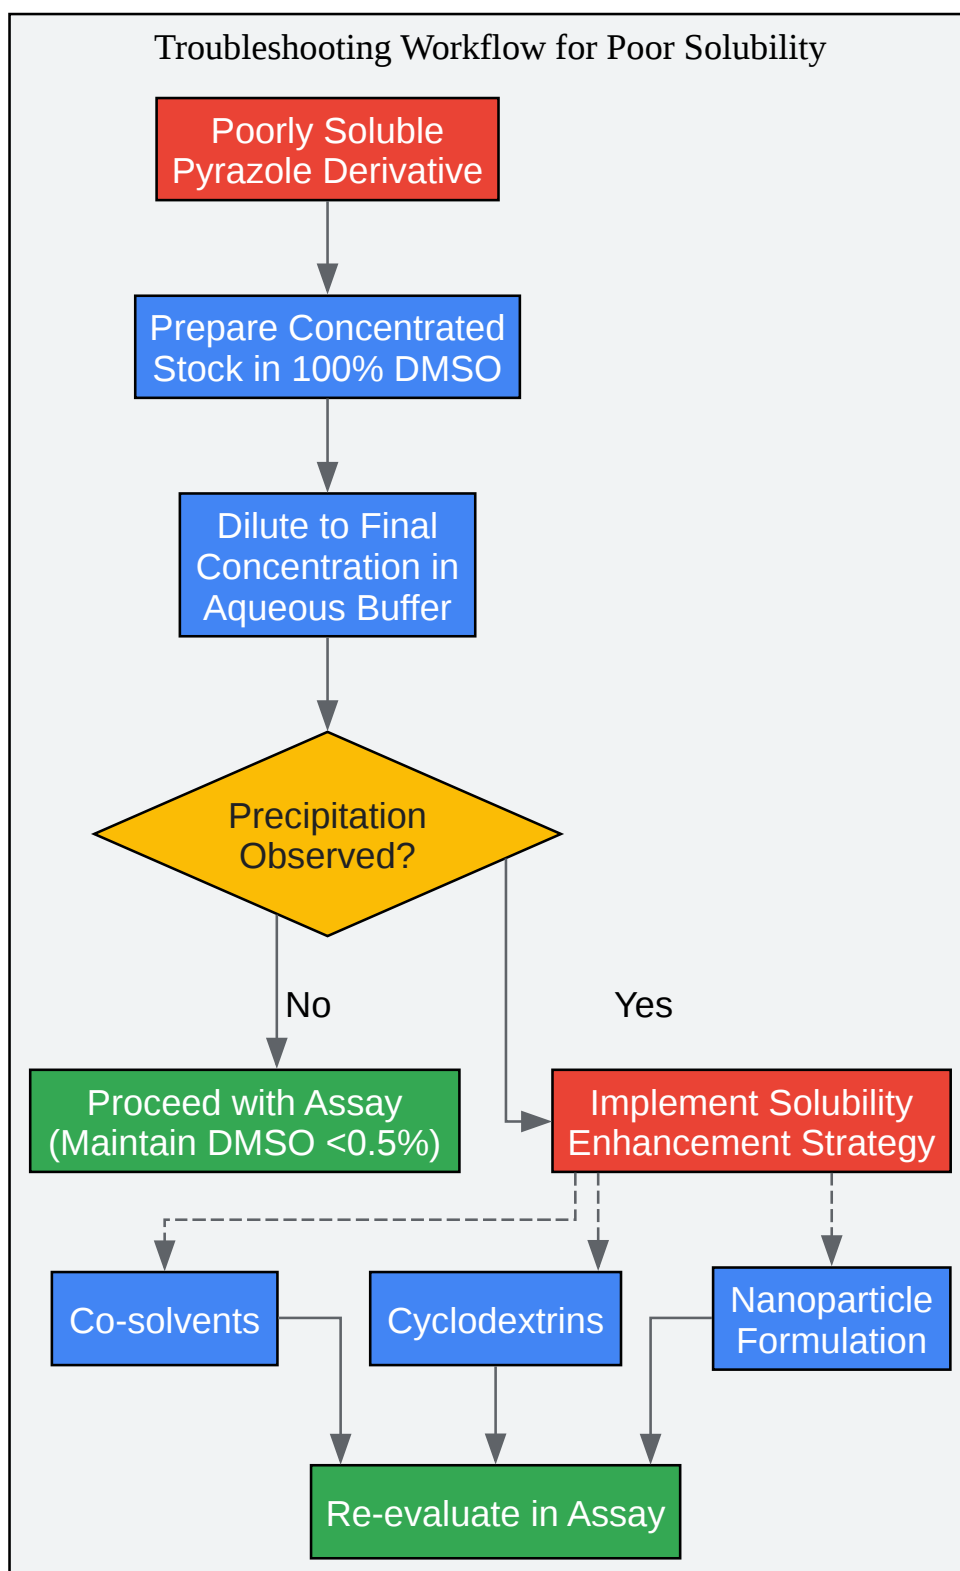 Troubleshooting Workflow for Poor Solubility
Poorly Soluble
Pyrazole Derivative
Prepare Concentrated
Stock in 100% DMSO
Dilute to Final
Concentration in
Aqueous Buffer
Precipitation
Observed?
No
Yes
Proceed with Assay
(Maintain DMSO <0.5%)
Implement Solubility
Enhancement Strategy
Co-solvents
Cyclodextrins
Nanoparticle
Formulation
Re-evaluate in Assay